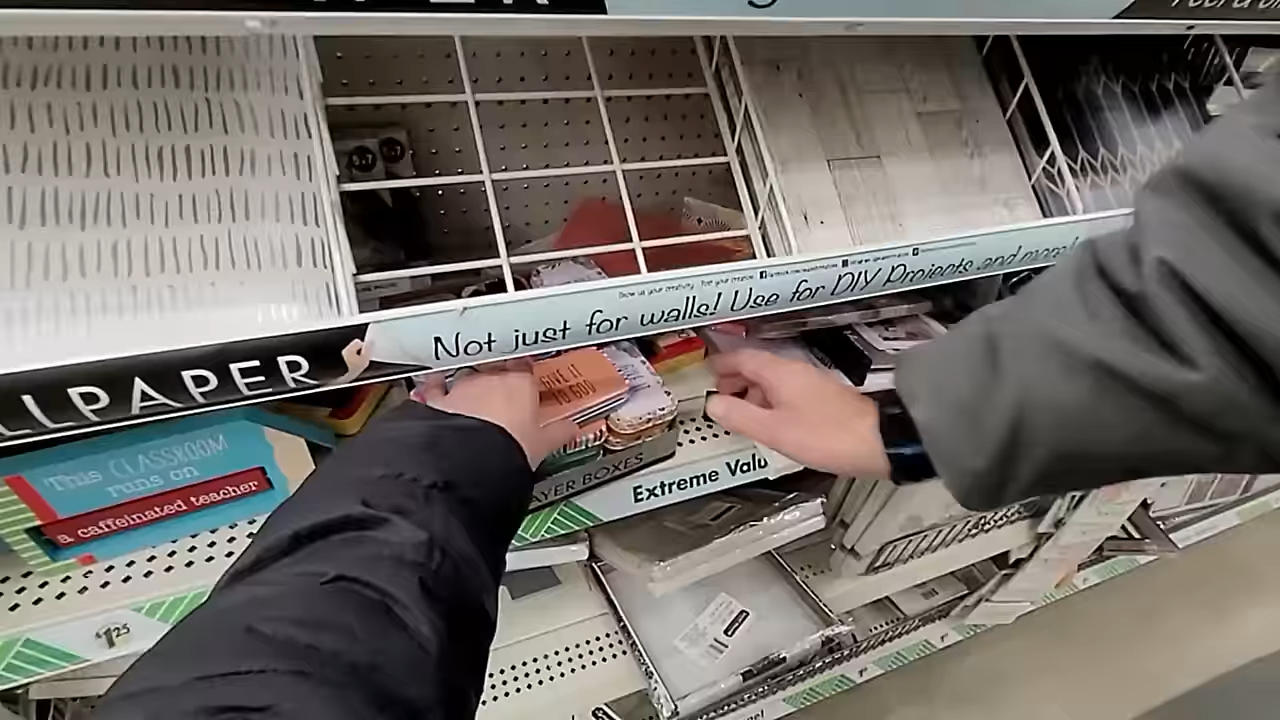 Not just for walls! Use for DIY Projects and more!
LLPAPER
GIVE IT
TO GOD
This CLASSROOM
runs on
a caffeinated teacher
AYER BOXES
Extreme Valu
1.25